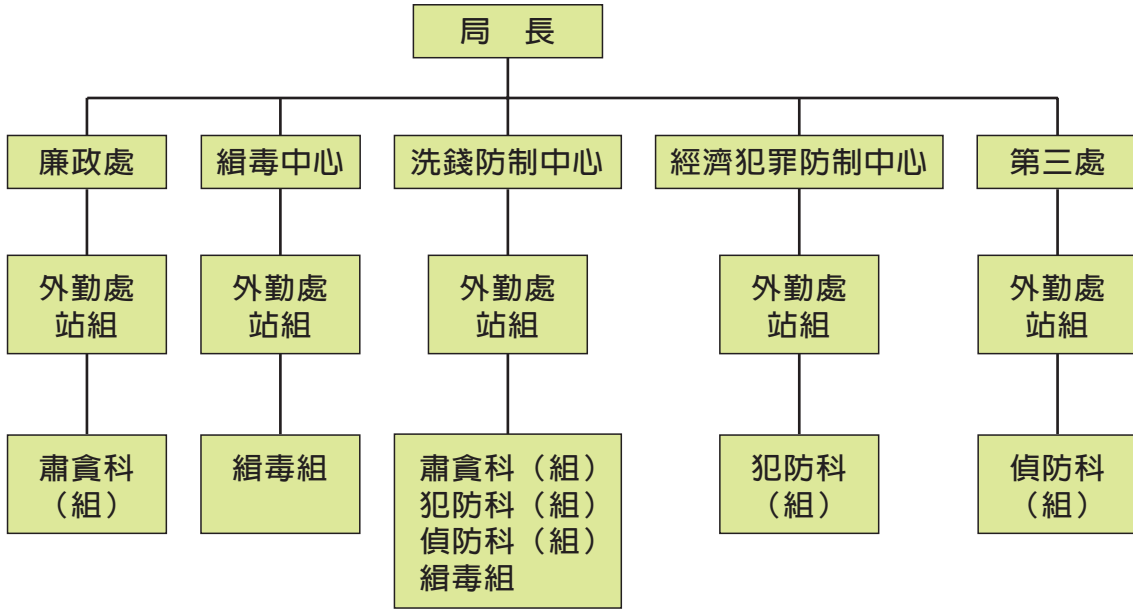 局　長
廉政處
緝毒中心
洗錢防制中心
經濟犯罪防制中心
第三處
外勤處
站組
外勤處
站組
外勤處
站組
外勤處
站組
外勤處
站組
肅貪科
（組）
緝毒組
肅貪科（組）
犯防科（組）
偵防科（組）
緝毒組
犯防科
（組）
偵防科
（組）